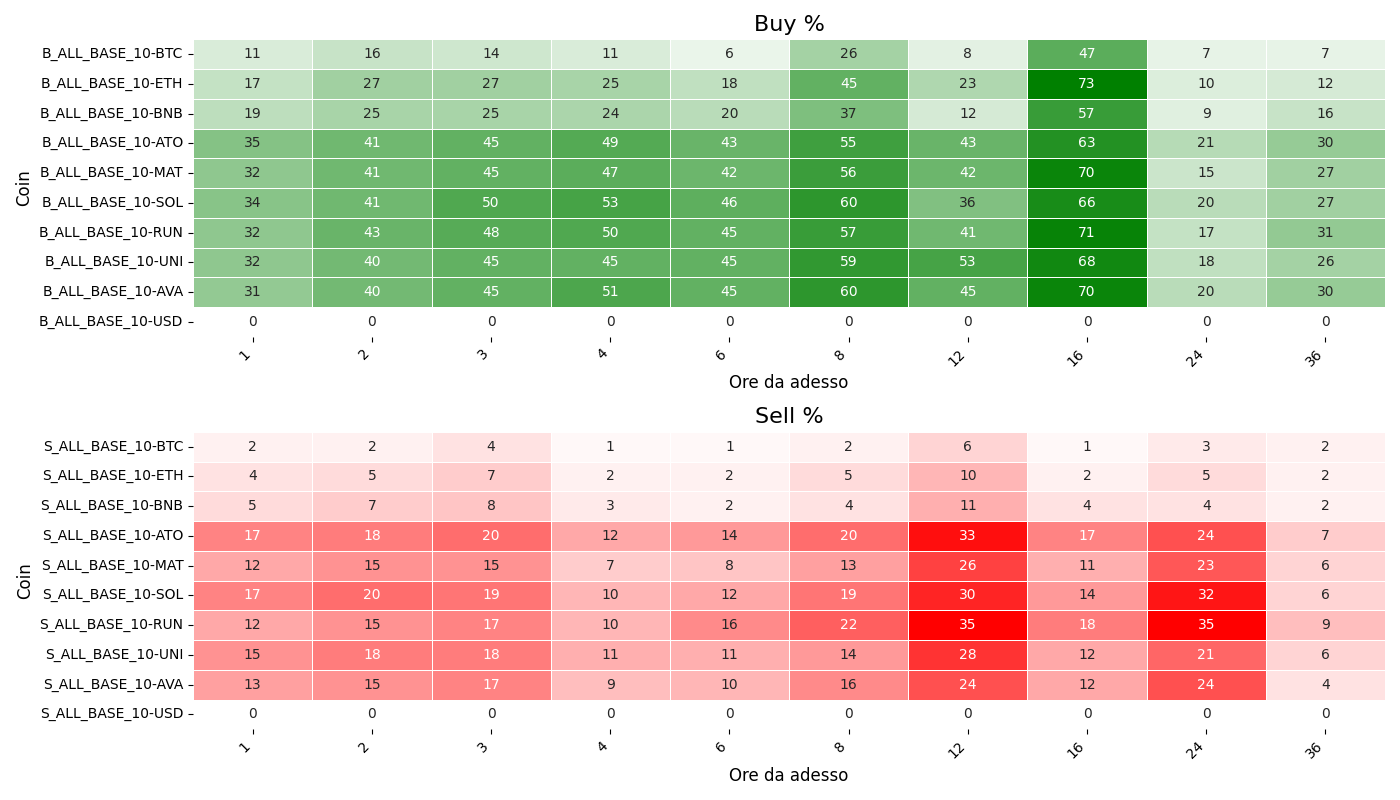 Buy %
B_ALL_BASE_10-BTC 11 16 14 11 6 26 8 47 7 7
B_ALL_BASE_10-ETH 17 27 27 25 18 45 23 73 10 12
B_ALL_BASE_10-BNB 19 25 25 24 20 37 12 57 9 16
B_ALL_BASE_10-ATO 35 41 45 49 43 55 43 63 21 30
B_ALL_BASE_10-MAT 32 41 45 47 42 56 42 70 15 27
B_ALL_BASE_10-SOL 34 41 50 53 46 60 36 66 20 27
B_ALL_BASE_10-RUN 32 43 48 50 45 57 41 71 17 31
B_ALL_BASE_10-UNI 32 40 45 45 45 59 53 68 18 26
B_ALL_BASE_10-AVA 31 40 45 51 45 60 45 70 20 30
B_ALL_BASE_10-USD 0 0 0 0 0 0 0 0 0 0
Coin
1 2 3 4 6 8 12 16 24 36
Ore da adesso
Sell %
S_ALL_BASE_10-BTC 2 2 4 1 1 2 6 1 3 2
S_ALL_BASE_10-ETH 4 5 7 2 2 5 10 2 5 2
S_ALL_BASE_10-BNB 5 7 8 3 2 4 11 4 4 2
S_ALL_BASE_10-ATO 17 18 20 12 14 20 33 17 24 7
S_ALL_BASE_10-MAT 12 15 15 7 8 13 26 11 23 6
S_ALL_BASE_10-SOL 17 20 19 10 12 19 30 14 32 6
S_ALL_BASE_10-RUN 12 15 17 10 16 22 35 18 35 9
S_ALL_BASE_10-UNI 15 18 18 11 11 14 28 12 21 6
S_ALL_BASE_10-AVA 13 15 17 9 10 16 24 12 24 4
S_ALL_BASE_10-USD 0 0 0 0 0 0 0 0 0 0
Coin
1 2 3 4 6 8 12 16 24 36
Ore da adesso